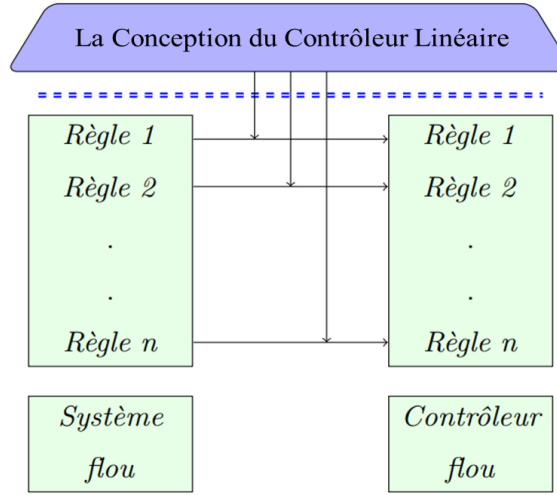 La Conception du Contrôleur Linéaire
Règle 1
Règle 2
.
.
Règle n
Règle 1
Règle 2
.
.
Règle n
Système
flou
Contrôleur
flou